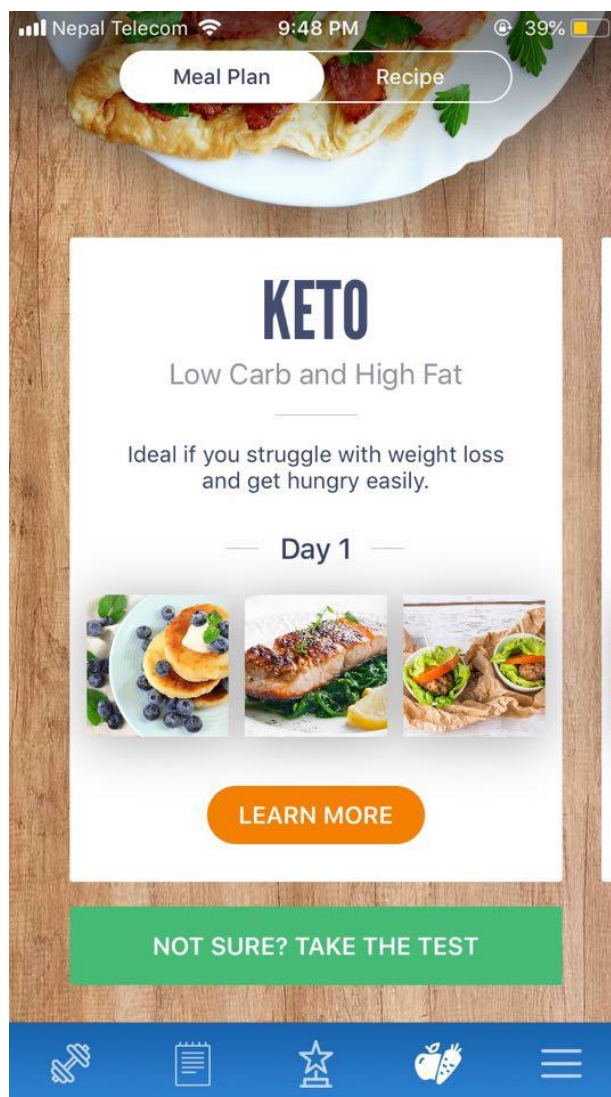 Nepal Telecom 9:48 PM 39%
Meal Plan Recipe
KETO
Low Carb and High Fat
Ideal if you struggle with weight loss
and get hungry easily.
Day 1
LEARN MORE
NOT SURE? TAKE THE TEST